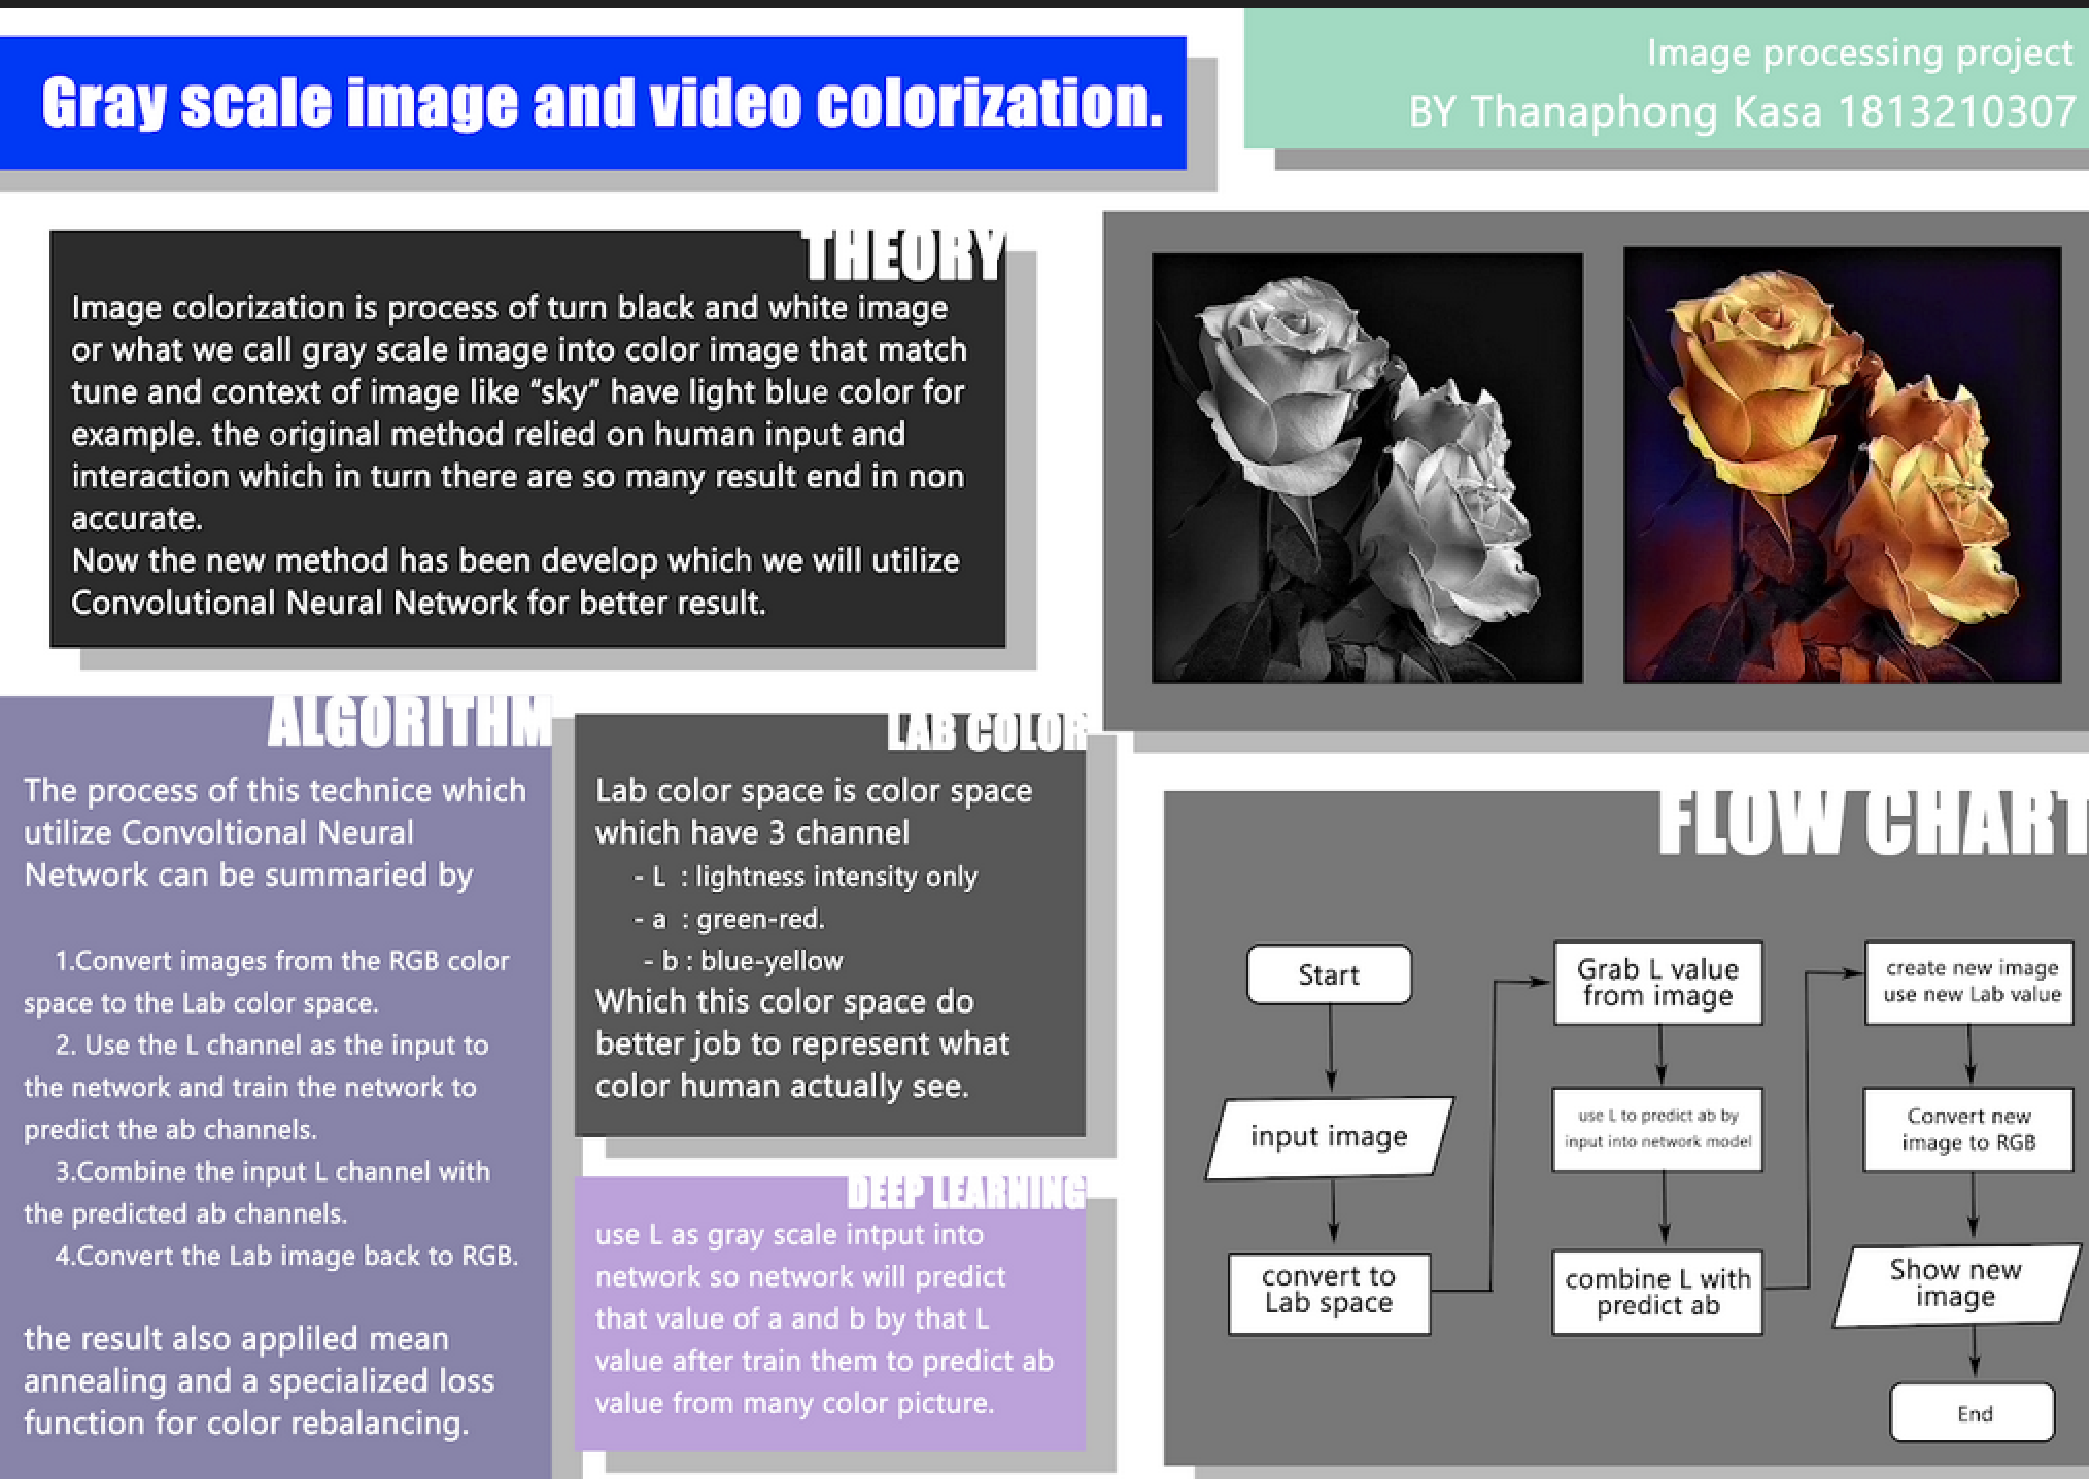 Gray scale image and video colorization.
Image processing project
BY Thanaphong Kasa 1813210307
THEORY
Image colorization is process of turn black and white image
or what we call gray scale image into color image that match
tune and context of image like “sky” have light blue color for
example. the original method relied on human input and
interaction which in turn there are so many result end in non
accurate.
Now the new method has been develop which we will utilize
Convolutional Neural Network for better result.
ALGORITHM
The process of this technice which
utilize Convoltional Neural
Network can be summaried by
1.Convert images from the RGB color
space to the Lab color space.
2. Use the L channel as the input to
the network and train the network to
predict the ab channels.
3.Combine the input L channel with
the predicted ab channels.
4.Convert the Lab image back to RGB.
the result also appliled mean
annealing and a specialized loss
function for color rebalancing.
LAB COLOR
Lab color space is color space
which have 3 channel
- L : lightness intensity only
- a : green-red.
- b : blue-yellow
Which this color space do
better job to represent what
color human actually see.
DEEP LEARNING
use L as gray scale intput into
network so network will predict
that value of a and b by that L
value after train them to predict ab
value from many color picture.
FLOW CHART
Start
input image
convert to
Lab space
Grab L value
from image
use L to predict ab by
input into network model
combine L with
predict ab
create new image
use new Lab value
Convert new
image to RGB
Show new
image
End